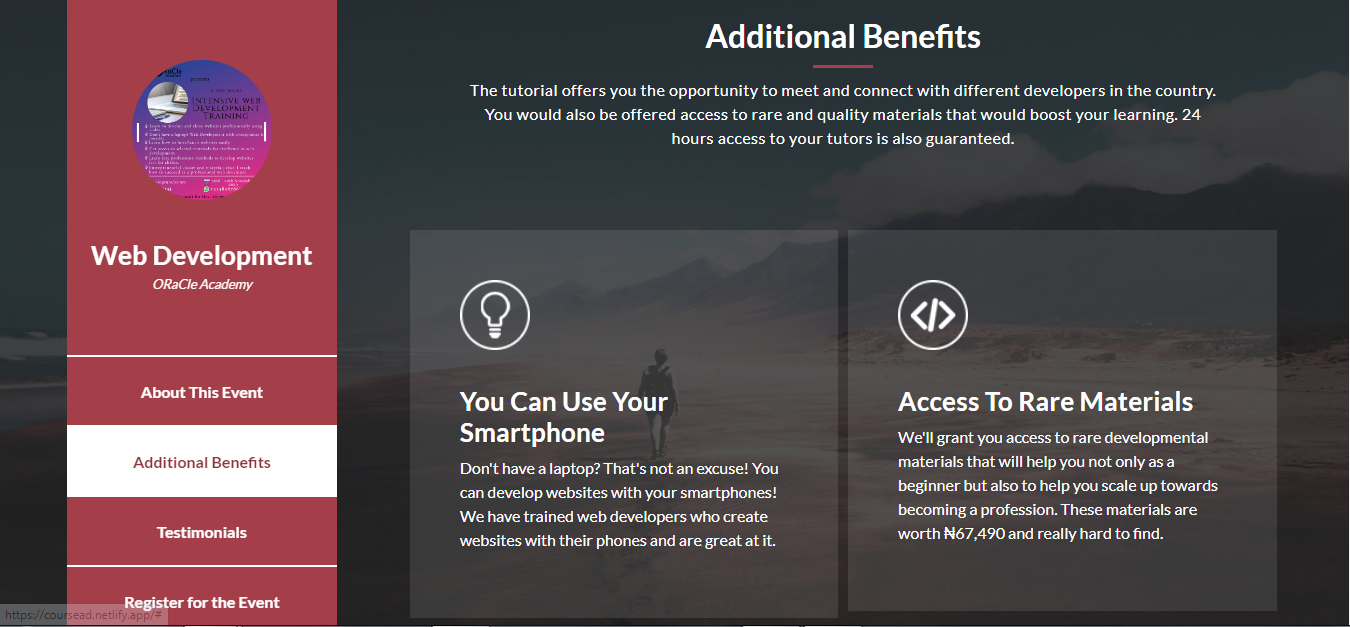 ORaCle
presents
INTENSIVE WEB
DEVELOPMENT
TRAINING
Web Development
ORaCle Academy
About This Event
Additional Benefits
Testimonials
Register for the Event
https://coursead.netlify.app/#
Additional Benefits
The tutorial offers you the opportunity to meet and connect with different developers in the country.
You would also be offered access to rare and quality materials that would boost your learning. 24
hours access to your tutors is also guaranteed.
You Can Use Your
Smartphone
Don't have a laptop? That's not an excuse! You
can develop websites with your smartphones!
We have trained web developers who create
websites with their phones and are great at it.
Access To Rare Materials
We'll grant you access to rare developmental
materials that will help you not only as a
beginner but also to help you scale up towards
becoming a profession. These materials are
worth ₦67,490 and really hard to find.